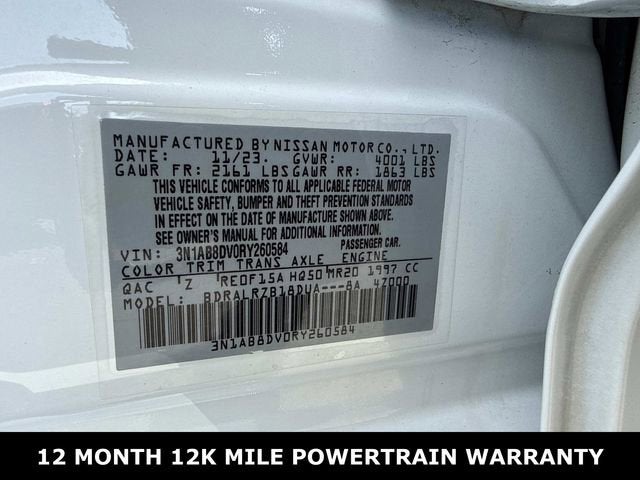 MANUFACTURED BY NISSAN MOTOR CO., LTD.
DATE: 11/23. GVWR: 4001 LBS
GAWR FR: 2161 LBS GAWR RR: 1863 LBS
THIS VEHICLE CONFORMS TO ALL APPLICABLE FEDERAL MOTOR
VEHICLE SAFETY, BUMPER AND THEFT PREVENTION STANDARDS
IN EFFECT ON THE DATE OF MANUFACTURE SHOWN ABOVE.
SEE OWNER'S MANUAL FOR ADDITIONAL INFORMATION.
VIN: 3N1AB8DV0RY260584 PASSENGER CAR.
COLOR TRIM TRANS AXLE ENGINE
QAC Z RE0F15A HQ50 MR20 1997 CC
MODEL: BDRALRZB18DUA---8A 4Z000
3N1AB8DV0RY260584
12 MONTH 12K MILE POWERTRAIN WARRANTY